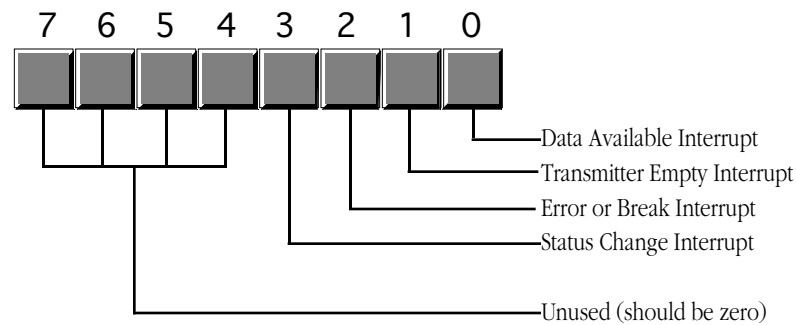 7 6 5 4 3 2 1 0
Data Available Interrupt
Transmitter Empty Interrupt
Error or Break Interrupt
Status Change Interrupt
Unused (should be zero)